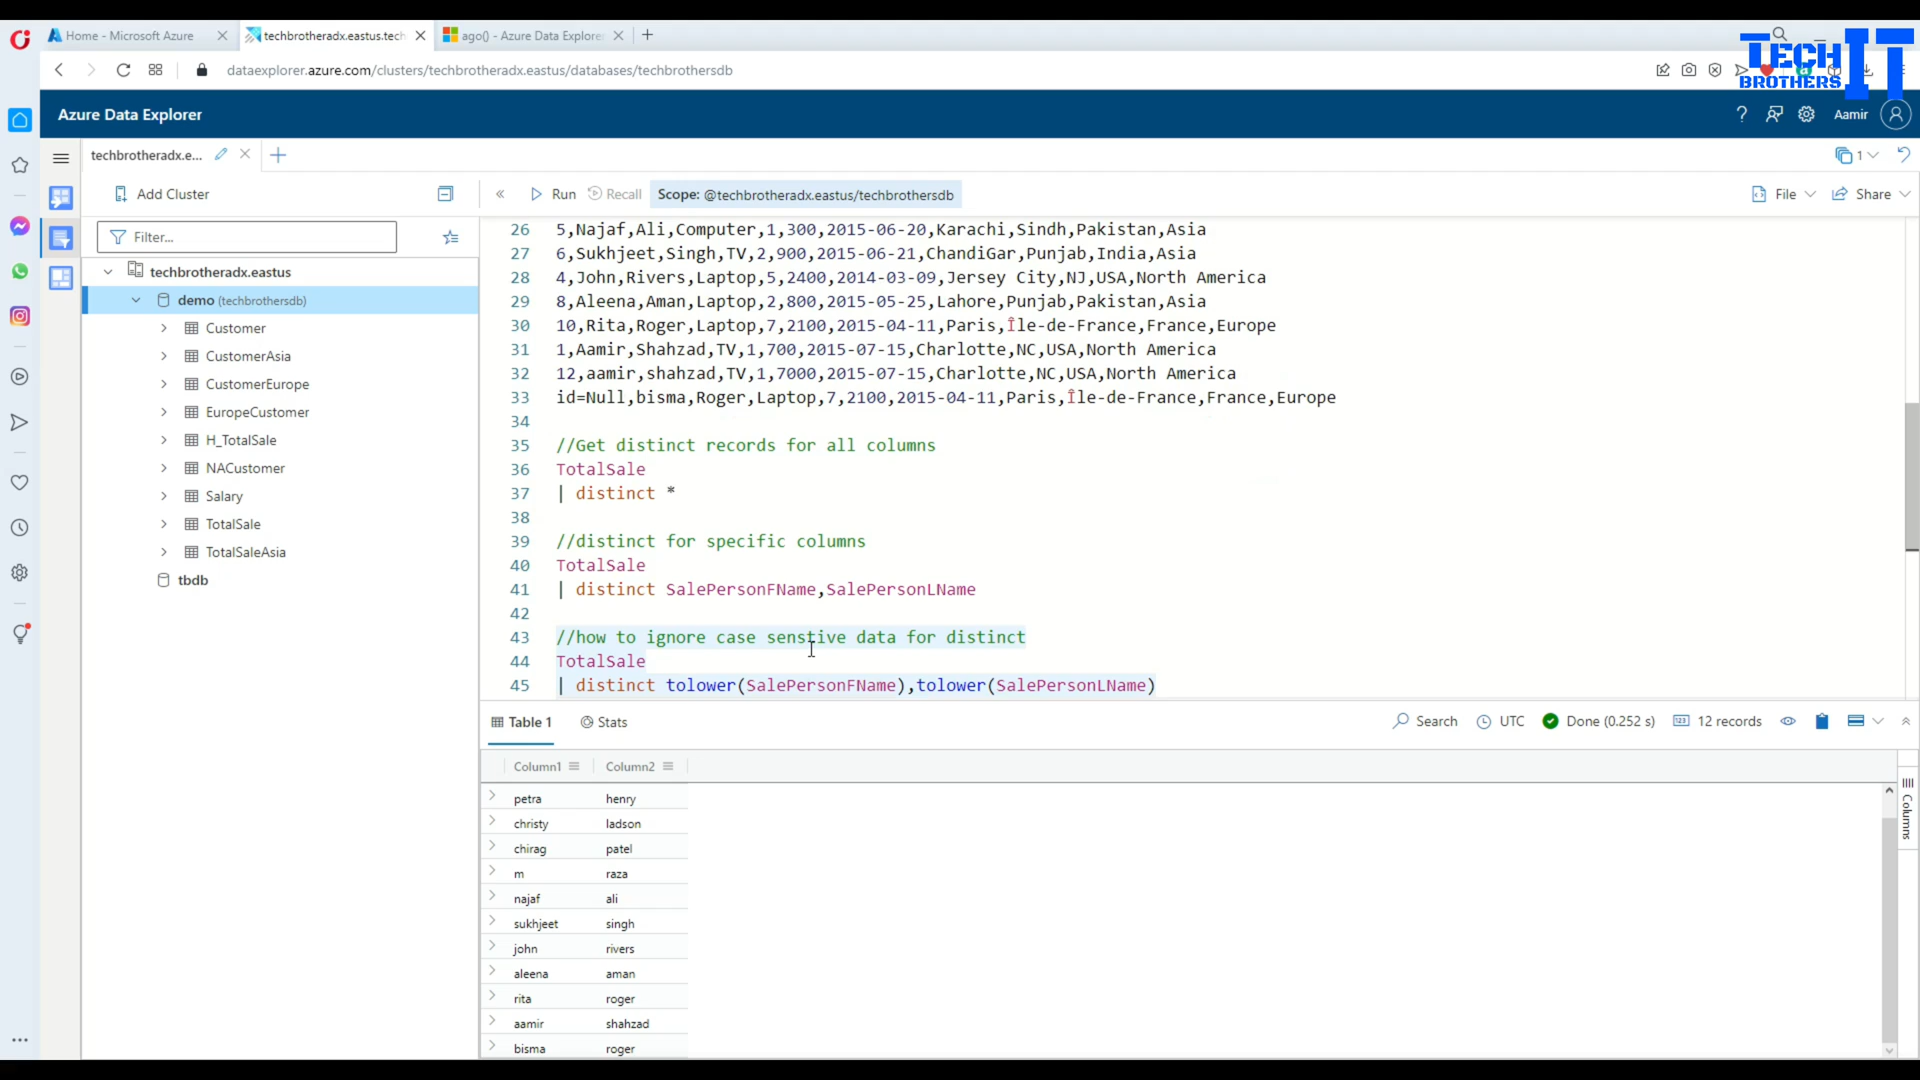 Home - Microsoft Azure
techbrotheradx.eastus.tech
ago() - Azure Data Explorer
TECH
BROTHERS
IT
dataexplorer.azure.com/clusters/techbrotheradx.eastus/databases/techbrothersdb
Azure Data Explorer
Aamir
techbrotheradx.e...
1
Add Cluster
Run
Recall
Scope: @techbrotheradx.eastus/techbrothersdb
File
Share
Filter...
techbrotheradx.eastus
demo (techbrothersdb)
Customer
CustomerAsia
CustomerEurope
EuropeCustomer
H_TotalSale
NACustomer
Salary
TotalSale
TotalSaleAsia
tbdb
26 5,Najaf,Ali,Computer,1,300,2015-06-20,Karachi,Sindh,Pakistan,Asia
27 6,Sukhjeet,Singh,TV,2,900,2015-06-21,ChandiGar,Punjab,India,Asia
28 4,John,Rivers,Laptop,5,2400,2014-03-09,Jersey City,NJ,USA,North America
29 8,Aleena,Aman,Laptop,2,800,2015-05-25,Lahore,Punjab,Pakistan,Asia
30 10,Rita,Roger,Laptop,7,2100,2015-04-11,Paris,Île-de-France,France,Europe
31 1,Aamir,Shahzad,TV,1,700,2015-07-15,Charlotte,NC,USA,North America
32 12,aamir,shahzad,TV,1,7000,2015-07-15,Charlotte,NC,USA,North America
33 id=Null,bisma,Roger,Laptop,7,2100,2015-04-11,Paris,Île-de-France,France,Europe
34
35 //Get distinct records for all columns
36 TotalSale
37 | distinct *
38
39 //distinct for specific columns
40 TotalSale
41 | distinct SalePersonFName,SalePersonLName
42
43 //how to ignore case senstive data for distinct
44 TotalSale
45 | distinct tolower(SalePersonFName),tolower(SalePersonLName)
Table 1
Stats
Search
UTC
Done (0.252 s)
12 records
Column1 Column2
petra henry
christy ladson
chirag patel
m raza
najaf ali
sukhjeet singh
john rivers
aleena aman
rita roger
aamir shahzad
bisma roger
Columns